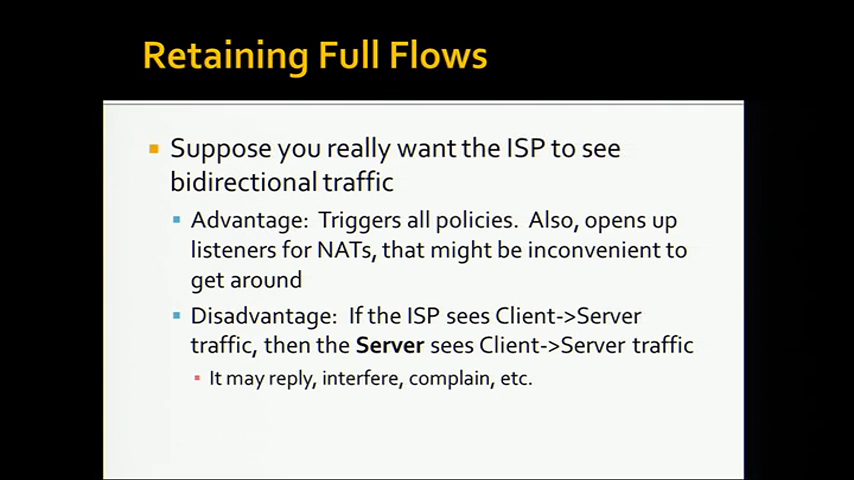 Retaining Full Flows
Suppose you really want the ISP to see
bidirectional traffic
Advantage: Triggers all policies. Also, opens up
listeners for NATs, that might be inconvenient to
get around
Disadvantage: If the ISP sees Client->Server
traffic, then the Server sees Client->Server traffic
It may reply, interfere, complain, etc.